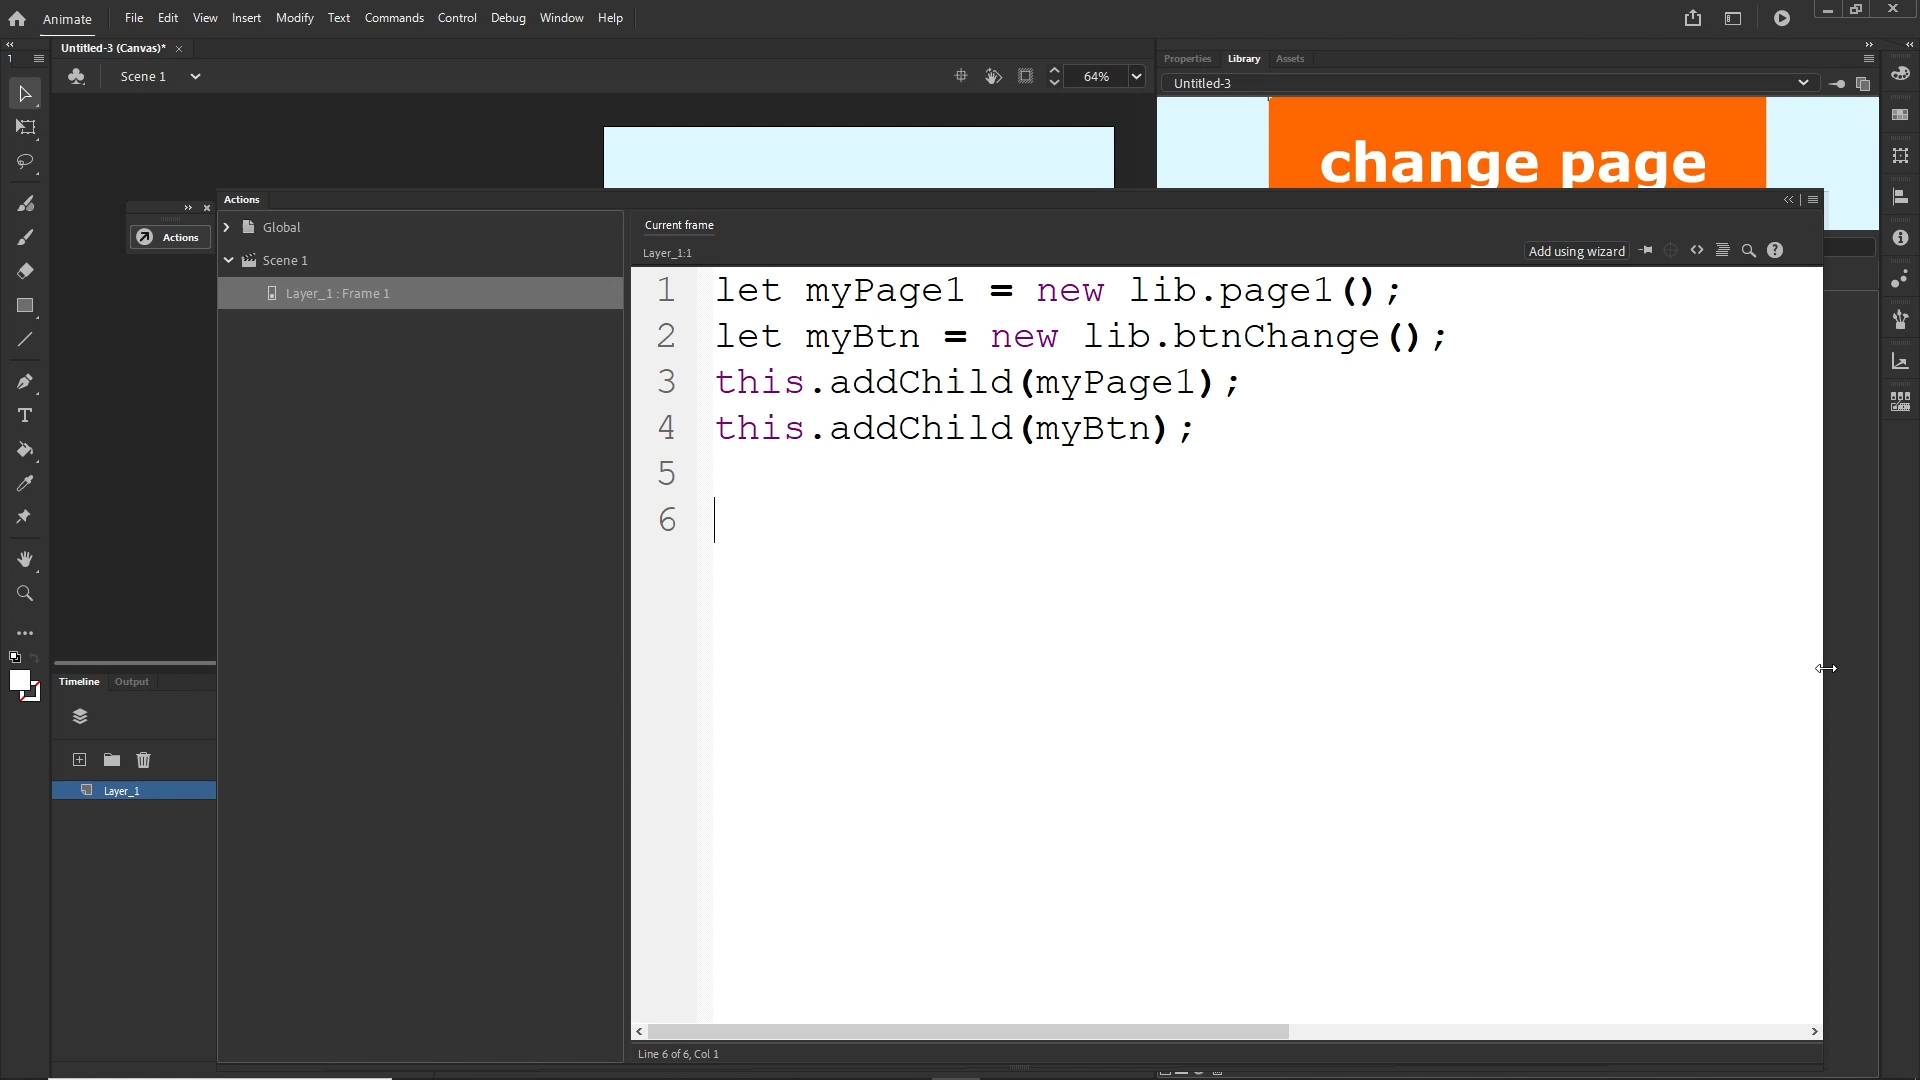 Animate File Edit View Insert Modify Text Commands Control Debug Window Help
Untitled-3 (Canvas)*
Scene 1
64%
Properties Library Assets
Untitled-3
change page
Actions
Actions
Global
Scene 1
Layer_1 : Frame 1
Current frame
Layer_1:1
Add using wizard
1 let myPage1 = new lib.page1();
2 let myBtn = new lib.btnChange();
3 this.addChild(myPage1);
4 this.addChild(myBtn);
5
6
Timeline Output
Layer_1
Line 6 of 6, Col 1